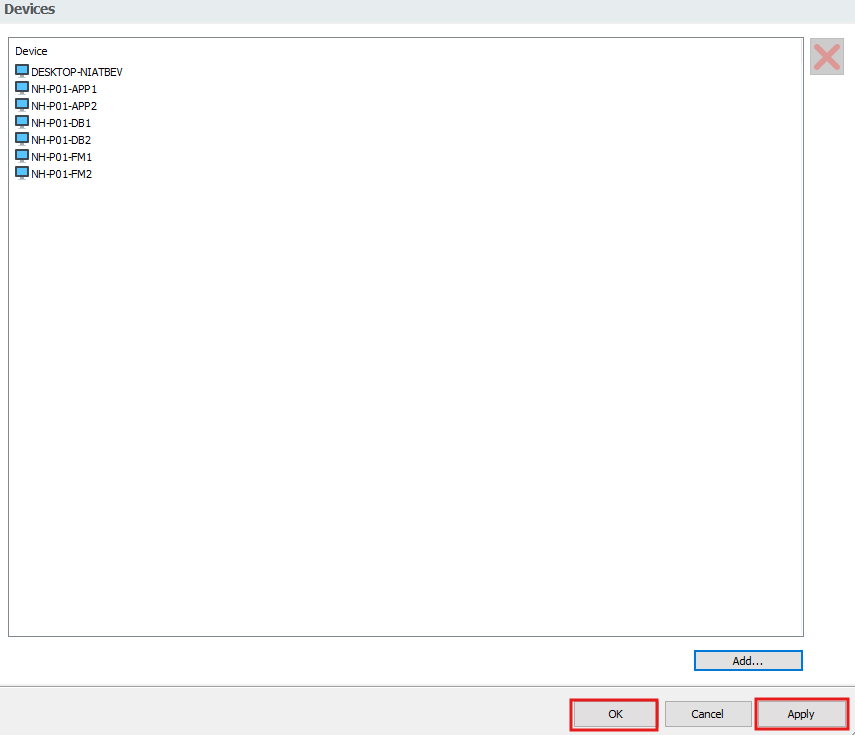 Devices
Device
DESKTOP-NIATBEV
NH-P01-APP1
NH-P01-APP2
NH-P01-DB1
NH-P01-DB2
NH-P01-FM1
NH-P01-FM2
Add...
OK
Cancel
Apply